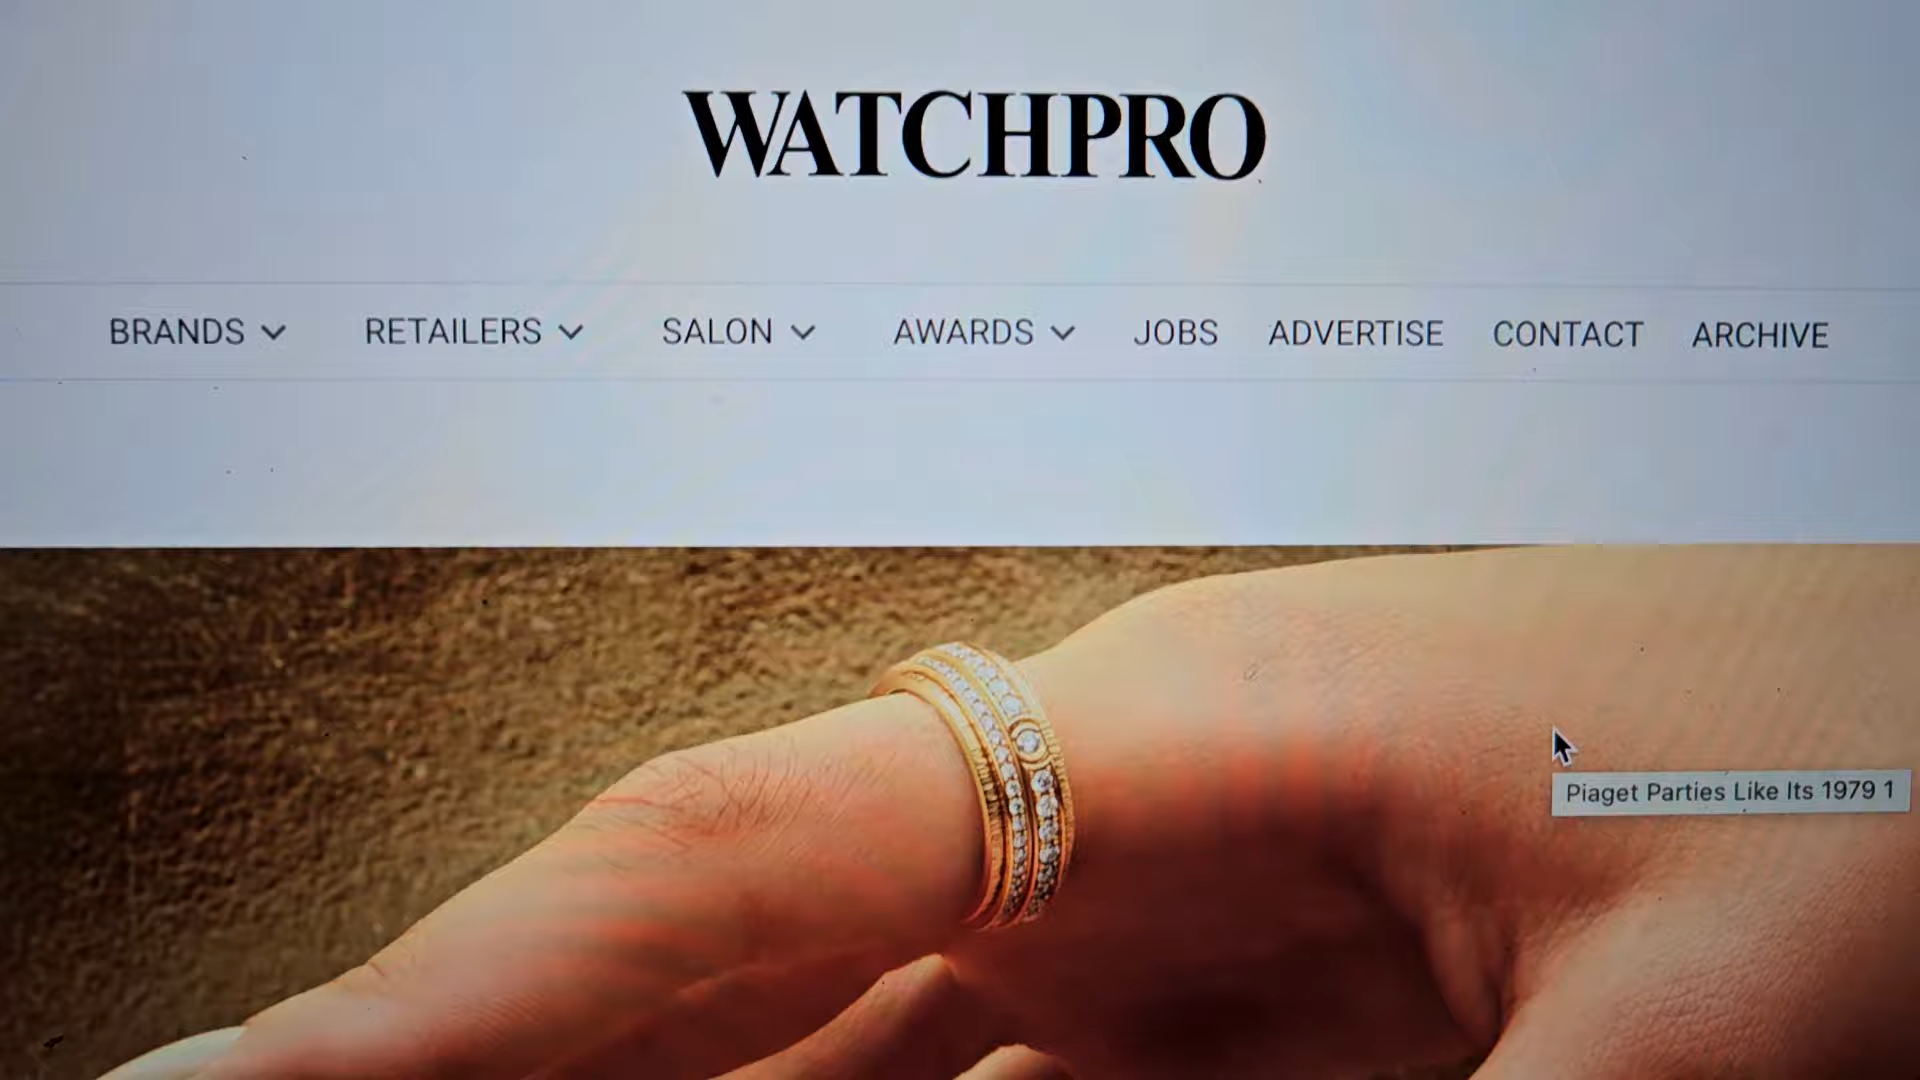 WATCHPRO
BRANDS RETAILERS SALON AWARDS JOBS ADVERTISE CONTACT ARCHIVE
Piaget Parties Like Its 1979 1